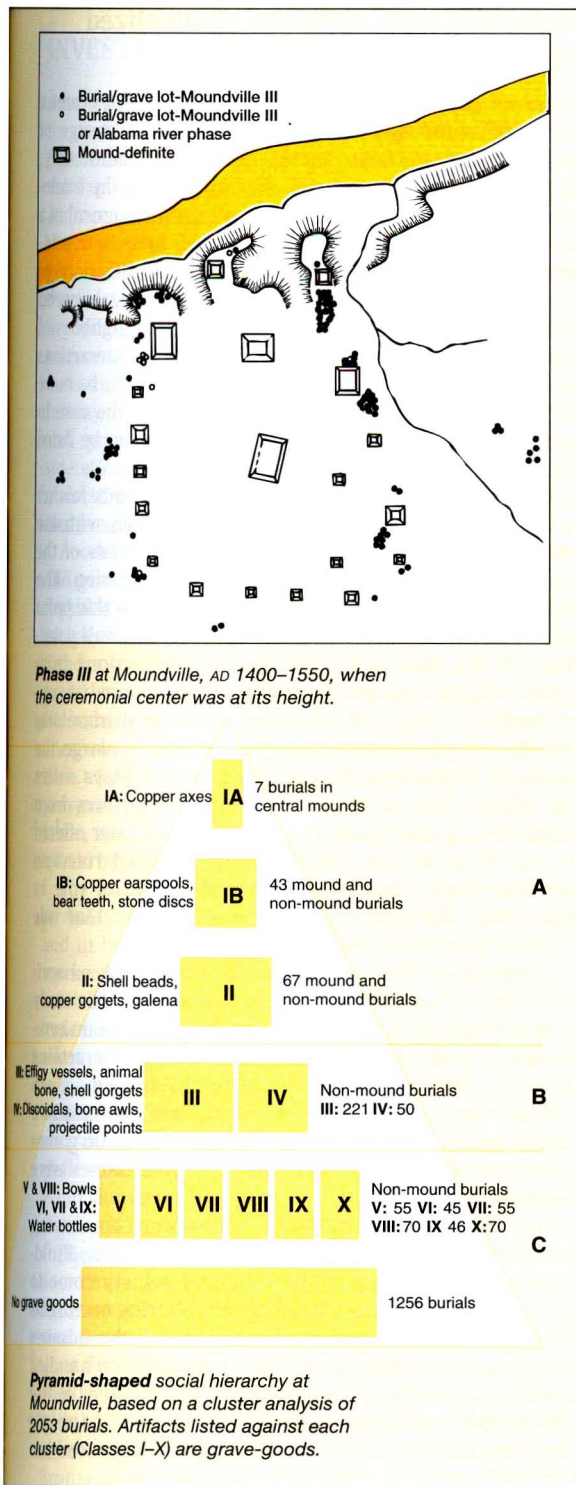 Burial/grave lot-Moundville III
Burial/grave lot-Moundville III
or Alabama river phase
Mound-definite
Phase III at Moundville, AD 1400–1550, when
the ceremonial center was at its height.
IA: Copper axes
IA
7 burials in
central mounds
IB: Copper earspools,
bear teeth, stone discs
IB
43 mound and
non-mound burials
A
II: Shell beads,
copper gorgets, galena
II
67 mound and
non-mound burials
III: Effigy vessels, animal
bone, shell gorgets
IV: Discoidals, bone awls,
projectile points
III
IV
Non-mound burials
III: 221 IV: 50
B
V & VIII: Bowls
VI, VII & IX:
Water bottles
V VI VII VIII IX X
Non-mound burials
V: 55 VI: 45 VII: 55
VIII: 70 IX 46 X: 70
C
No grave goods
1256 burials
Pyramid-shaped social hierarchy at
Moundville, based on a cluster analysis of
2053 burials. Artifacts listed against each
cluster (Classes I–X) are grave-goods.